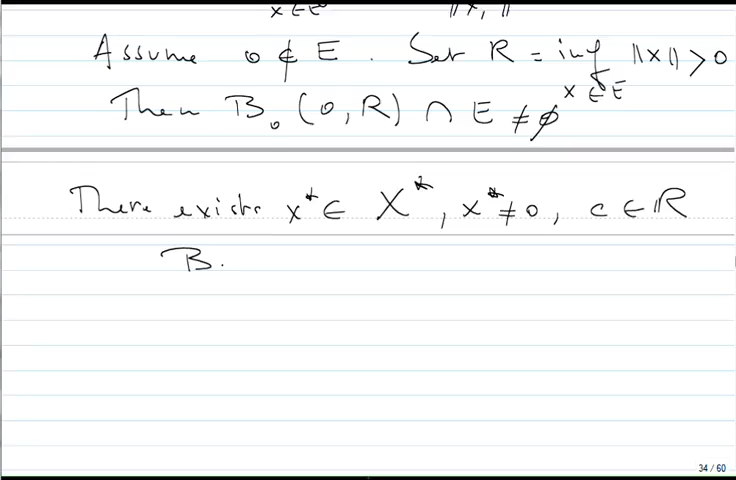 x ∈ E ‖x, ‖
Assume 0 ∉ E. Set R = inf ‖x‖ > 0
x ∈ E
Then B₀(0, R) ∩ E ≠ ∅
There exists x* ∈ X*, x* ≠ 0, c ∈ ℝ
B.
34 / 60